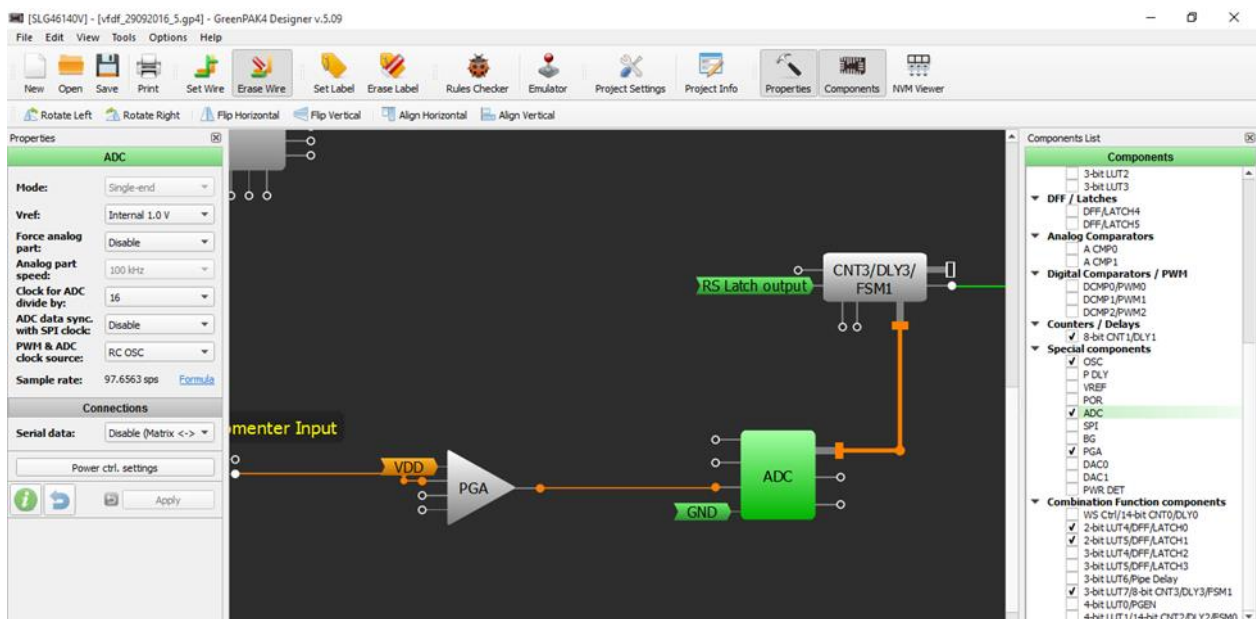 [SLG46140V] - [vfdf_29092016_5.gp4] - GreenPAK4 Designer v.5.09
File Edit View Tools Options Help
New Open Save Print Set Wire Erase Wire Set Label Erase Label Rules Checker Emulator Project Settings Project Info Properties Components NVM Viewer
Rotate Left Rotate Right Flip Horizontal Flip Vertical Align Horizontal Align Vertical
Properties
ADC
Mode: Single-end
Vref: Internal 1.0 V
Force analog part: Disable
Analog part speed: 100 kHz
Clock for ADC divide by: 16
ADC data sync. with SPI clock: Disable
PWM & ADC clock source: RC OSC
Sample rate: 97.6563 sps Formula
Connections
Serial data: Disable (Matrix <->
Power ctrl. settings
Apply
RS Latch output
CNT3/DLY3/
FSM1
menter Input
VDD
PGA
ADC
GND
Components List
Components
3-bit LUT2
3-bit LUT3
DFF / Latches
DFF/LATCH4
DFF/LATCH5
Analog Comparators
A CMP0
A CMP1
Digital Comparators / PWM
DCMP0/PWM0
DCMP1/PWM1
DCMP2/PWM2
Counters / Delays
8-bit CNT1/DLY1
Special components
OSC
P DLY
VREF
POR
ADC
SPI
BG
PGA
DAC0
DAC1
PWR DET
Combination Function components
WS Ctrl/14-bit CNT0/DLY0
2-bit LUT4/DFF/LATCH0
2-bit LUT5/DFF/LATCH1
3-bit LUT4/DFF/LATCH2
3-bit LUT5/DFF/LATCH3
3-bit LUT6/Pipe Delay
3-bit LUT7/8-bit CNT3/DLY3/FSM1
4-bit LUT0/PGEN
4-bit LUT1/14-bit CNT2/DLY2/FSM0